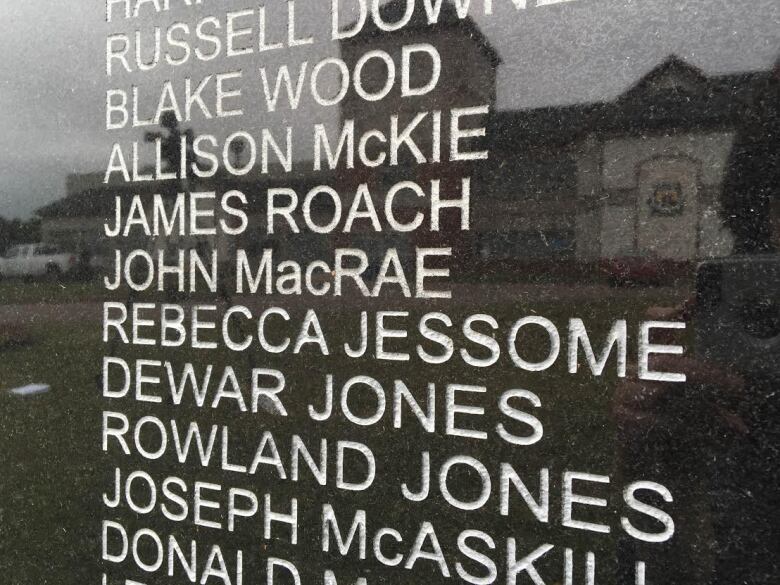 RUSSELL
BLAKE WOOD
ALLISON McKIE
JAMES ROACH
JOHN MacRAE
REBECCA JESSOME
DEWAR JONES
ROWLAND JONES
JOSEPH McASKILL
DONALD